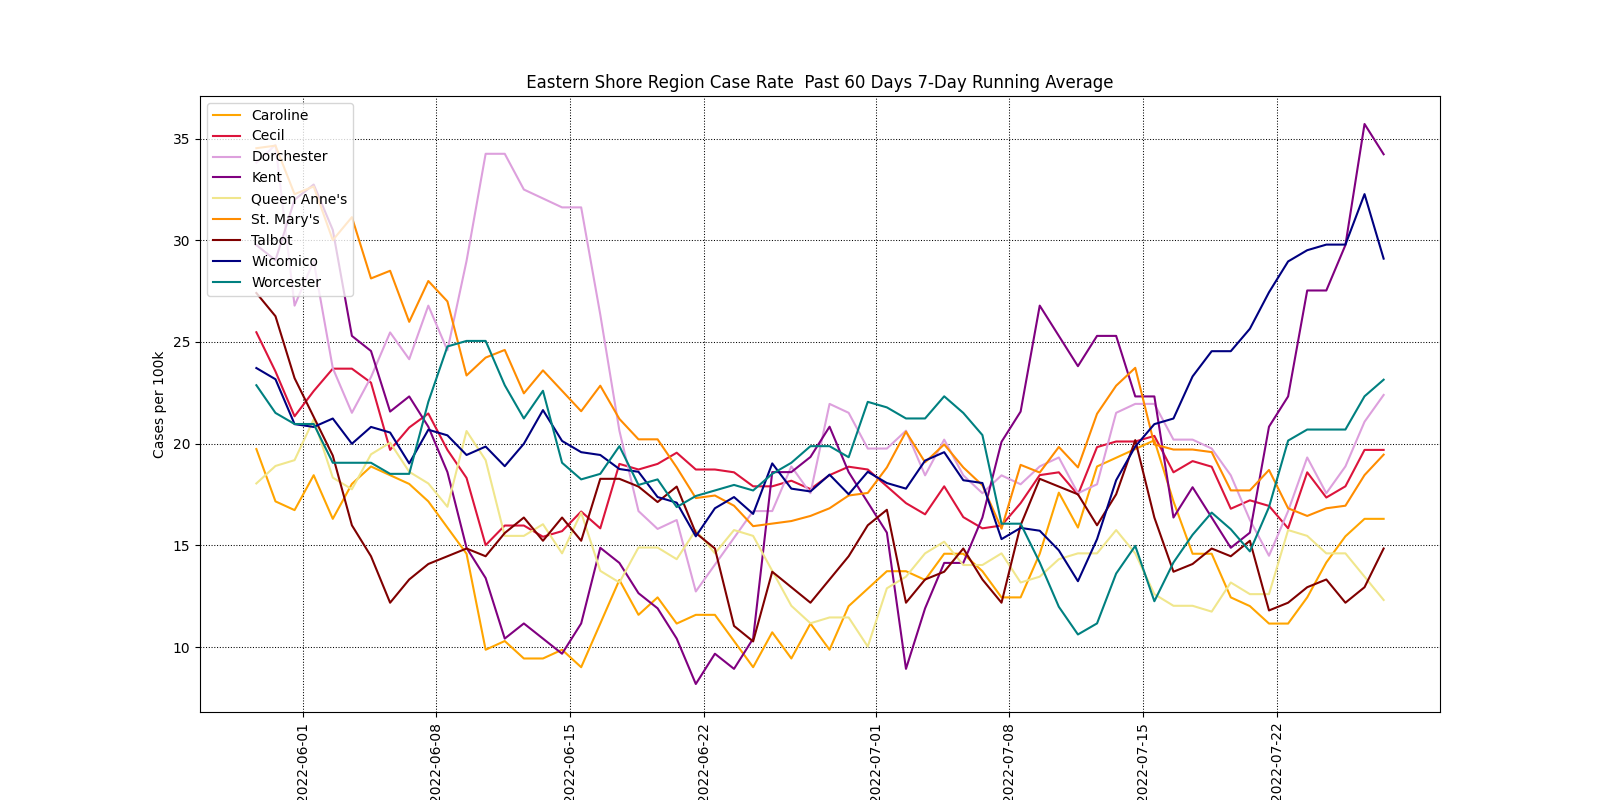 Eastern Shore Region Case Rate  Past 60 Days 7-Day Running Average
Caroline
Cecil
Dorchester
Kent
Queen Anne's
St. Mary's
Talbot
Wicomico
Worcester
35
30
25
20
15
10
Cases per 100k
2022-06-01
2022-06-08
2022-06-15
2022-06-22
2022-07-01
2022-07-08
2022-07-15
2022-07-22